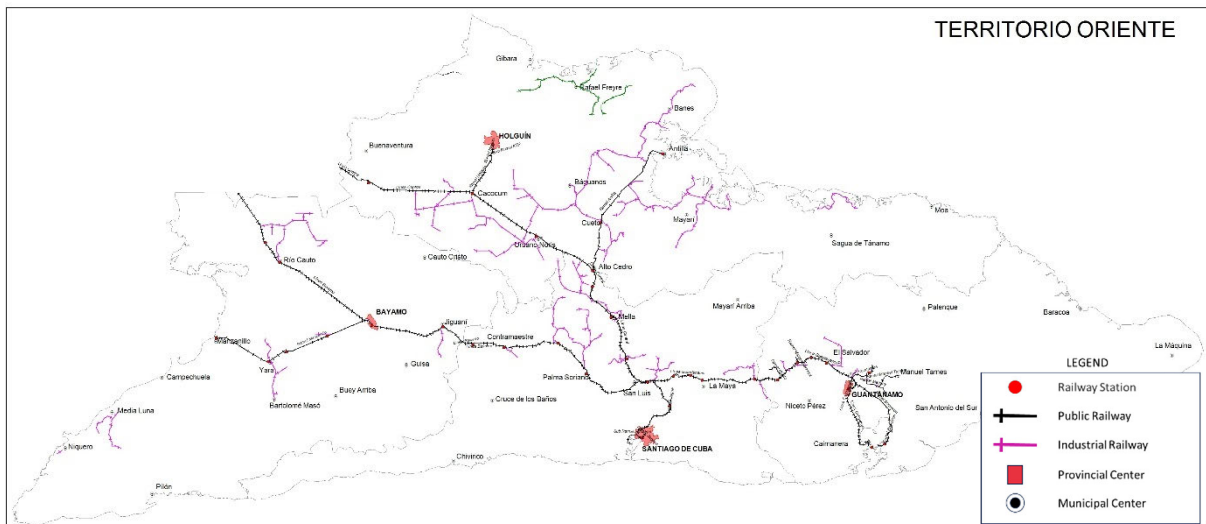 TERRITORIO ORIENTE
Gibara
Rafael Freyre
Banes
HOLGUÍN
Buenaventura
Antilla
Báguanos
Cacocum
Mayarí
Cueto
Moa
Urbano Noris
Sagua de Tánamo
Cauto Cristo
Río Cauto
Alto Cedro
Mayarí Arriba
Palenque
Baracoa
BAYAMO
Mella
Jiguaní
Manzanillo
Contramaestre
El Salvador
La Máquina
Yara
Guisa
Campechuela
Palma Soriano
Manuel Tames
La Maya
San Luis
GUANTÁNAMO
Buey Arriba
Bartolomé Masó
Cruce de los Baños
Niceto Pérez
San Antonio del Sur
Media Luna
Caimanera
Niquero
SANTIAGO DE CUBA
Chivirico
Pilón
LEGEND
Railway Station
Public Railway
Industrial Railway
Provincial Center
Municipal Center